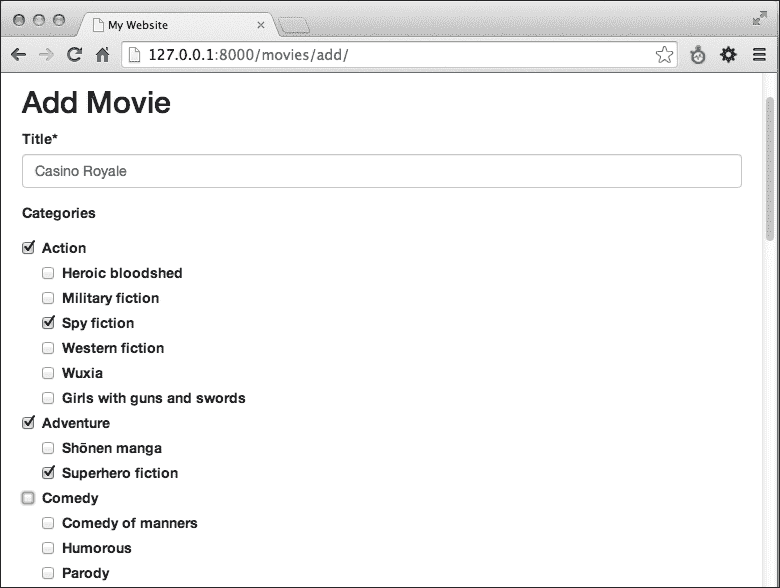 My Website
127.0.0.1:8000/movies/add/
Add Movie
Title*
Casino Royale
Categories
Action
Heroic bloodshed
Military fiction
Spy fiction
Western fiction
Wuxia
Girls with guns and swords
Adventure
Shōnen manga
Superhero fiction
Comedy
Comedy of manners
Humorous
Parody